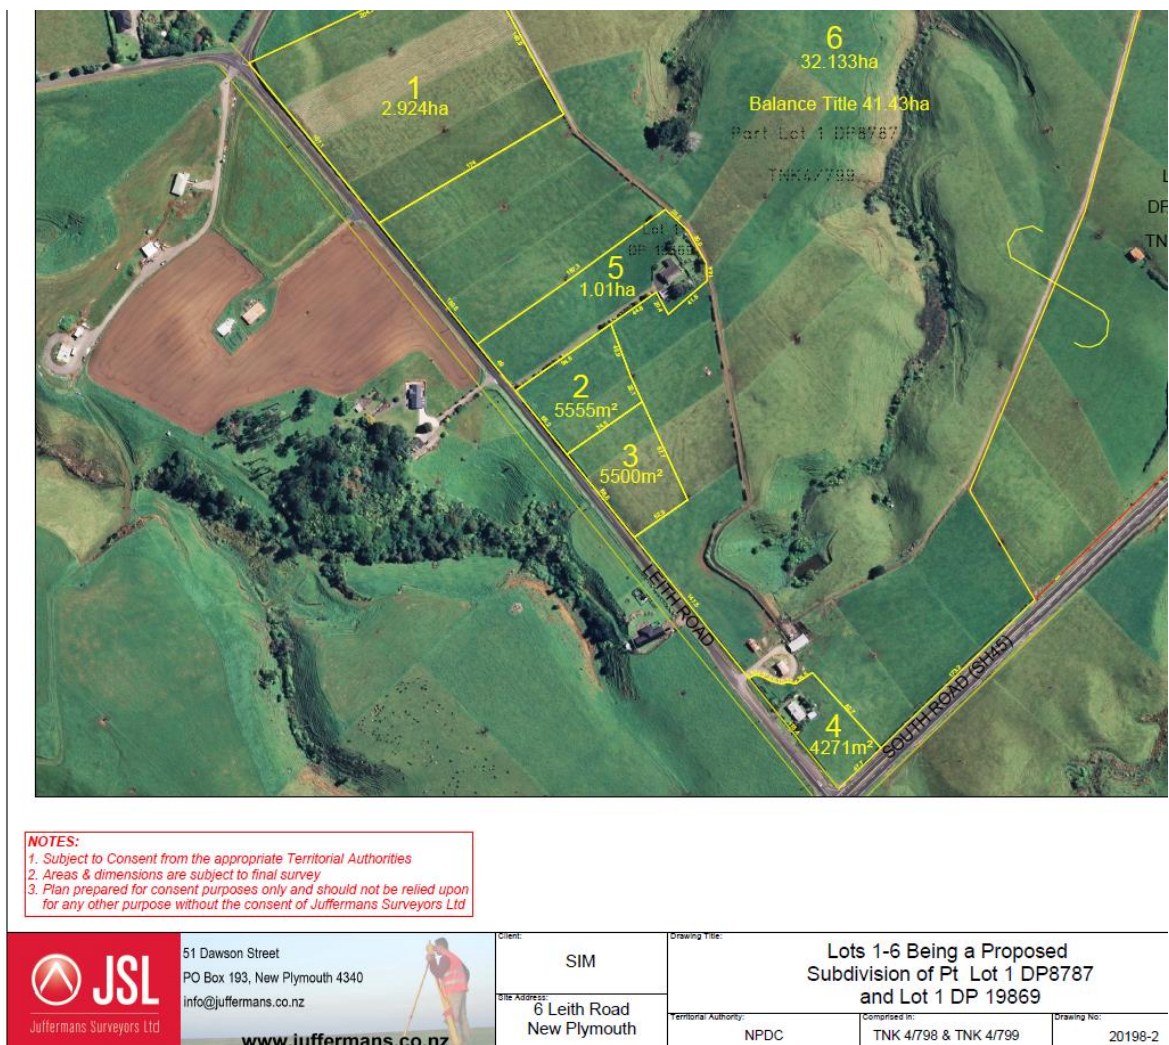 6
32.133ha
Balance Title 41.43ha
Part Lot 1 DP8787
TNK4/799
1
2.924ha
Lot 1
DP 19869
5
1.01ha
2
5555m²
3
5500m²
4
4271m²
LEITH ROAD
SOUTH ROAD (SH45)
NOTES:
1. Subject to Consent from the appropriate Territorial Authorities
2. Areas & dimensions are subject to final survey
3. Plan prepared for consent purposes only and should not be relied upon
for any other purpose without the consent of Juffermans Surveyors Ltd
JSL
Juffermans Surveyors Ltd
51 Dawson Street
PO Box 193, New Plymouth 4340
info@juffermans.co.nz
www.juffermans.co.nz
Client:
SIM
Site Address:
6 Leith Road
New Plymouth
Drawing Title:
Lots 1-6 Being a Proposed
Subdivision of Pt Lot 1 DP8787
and Lot 1 DP 19869
Territorial Authority:
NPDC
Comprised in:
TNK 4/798 & TNK 4/799
Drawing No:
20198-2